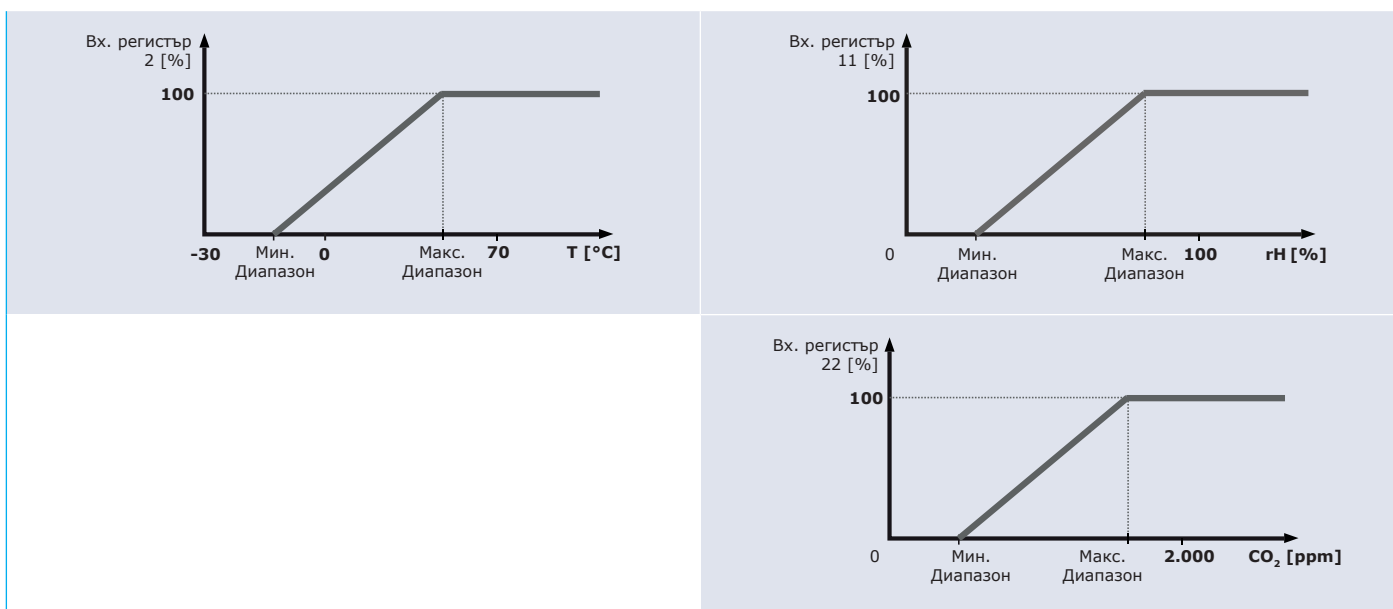 Вх. регистър
2 [%]
100
-30
Мин.
Диапазон
0
Макс.
Диапазон
70
T [°C]
Вх. регистър
11 [%]
100
0
Мин.
Диапазон
Макс.
Диапазон
100
rH [%]
Вх. регистър
22 [%]
100
0
Мин.
Диапазон
Макс.
Диапазон
2.000
CO₂ [ppm]